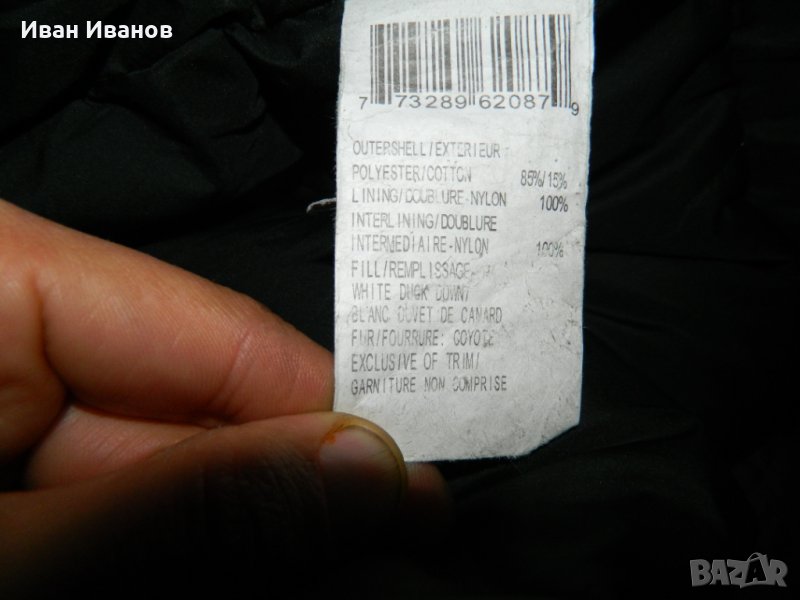 Иван Иванов
7 73289 62087 9
OUTERSHELL/EXTERIEUR
POLYESTER/COTTON 85%/15%
LINING/DOUBLURE-NYLON 100%
INTERLINING/DOUBLURE
INTERMEDIAIRE-NYLON 100%
FILL/REMPLISSAGE-
WHITE DUCK DOWN/
BLANC DUVET DE CANARD
FUR/FOURRURE: COYOTE
EXCLUSIVE OF TRIM/
GARNITURE NON COMPRISE
BAZAR